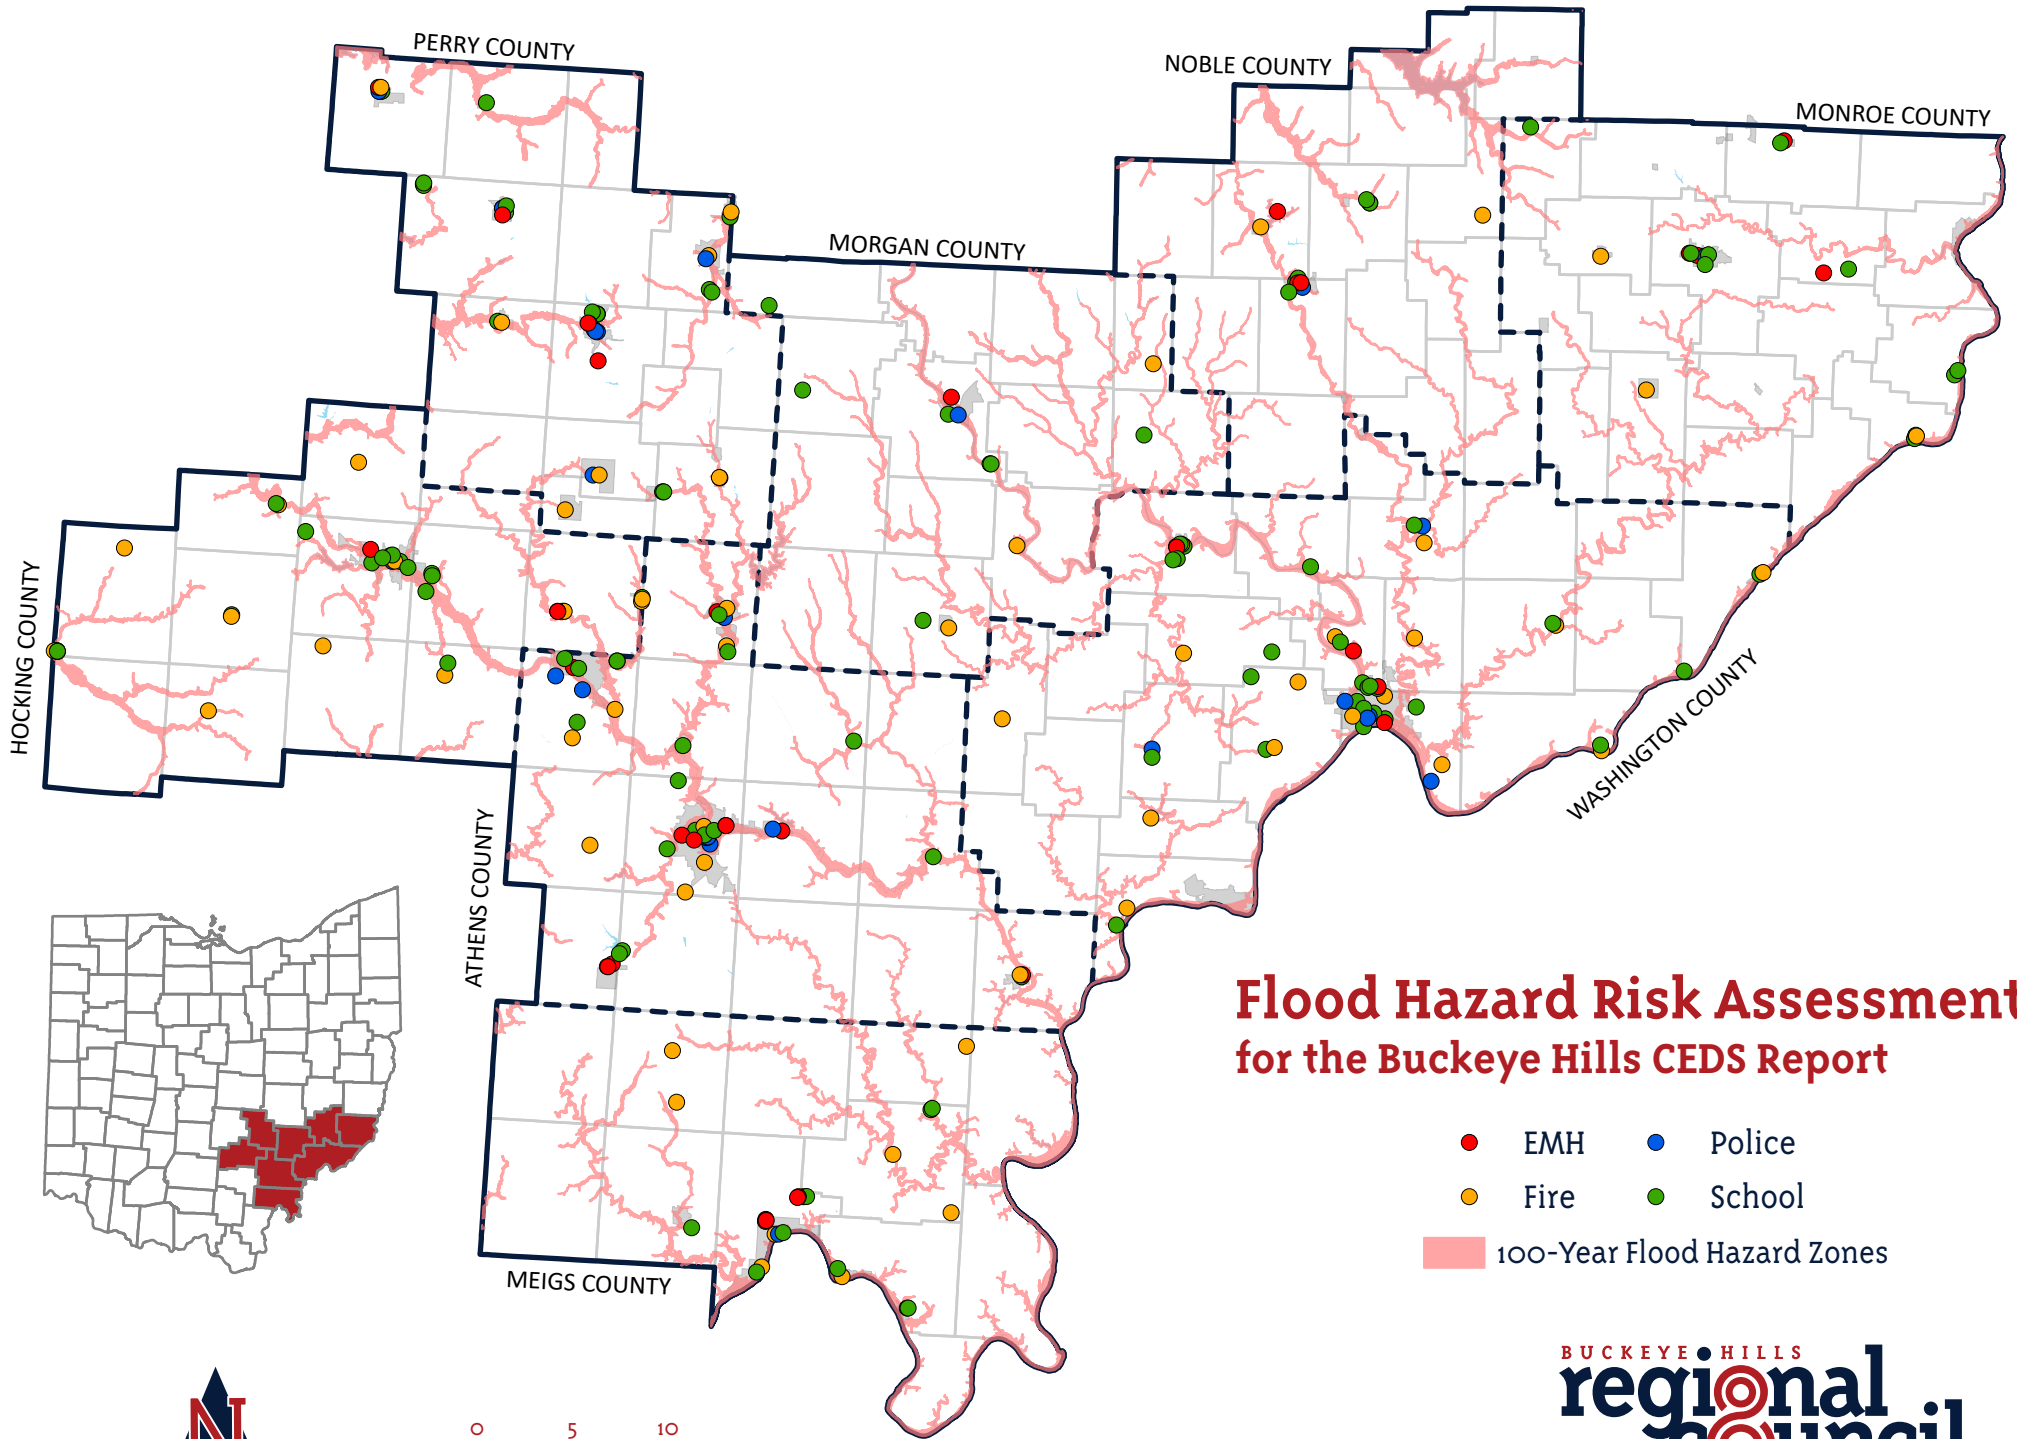 PERRY COUNTY
NOBLE COUNTY
MONROE COUNTY
MORGAN COUNTY
HOCKING COUNTY
WASHINGTON COUNTY
ATHENS COUNTY
MEIGS COUNTY
Flood Hazard Risk Assessment
for the Buckeye Hills CEDS Report
EMH
Police
Fire
School
100-Year Flood Hazard Zones
BUCKEYE HILLS
regional
council
N
0 5 10